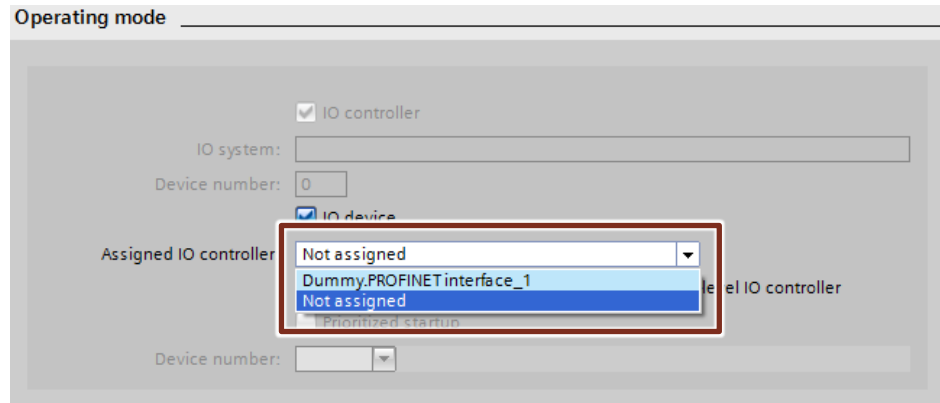 Operating mode
IO controller
IO system:
Device number: 0
IO device
Assigned IO controller Not assigned
Dummy.PROFINET interface_1
Not assigned
IO controller
Prioritized startup
Device number: